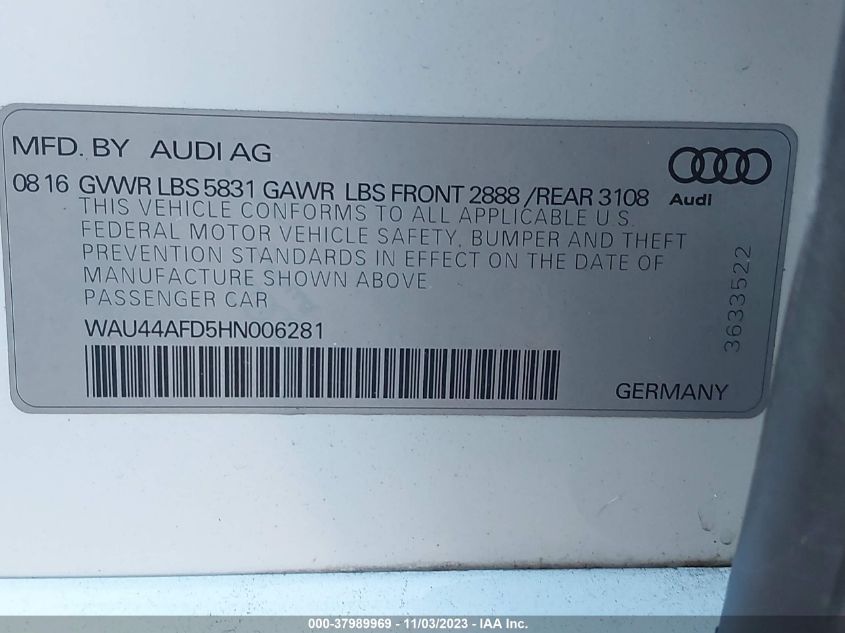 MFD. BY AUDI AG
08 16 GVWR LBS 5831 GAWR LBS FRONT 2888 /REAR 3108
Audi
THIS VEHICLE CONFORMS TO ALL APPLICABLE U.S.
FEDERAL MOTOR VEHICLE SAFETY, BUMPER AND THEFT
PREVENTION STANDARDS IN EFFECT ON THE DATE OF
MANUFACTURE SHOWN ABOVE.
PASSENGER CAR
3633522
WAU44AFD5HN006281
GERMANY
000-37989969 - 11/03/2023 - IAA Inc.